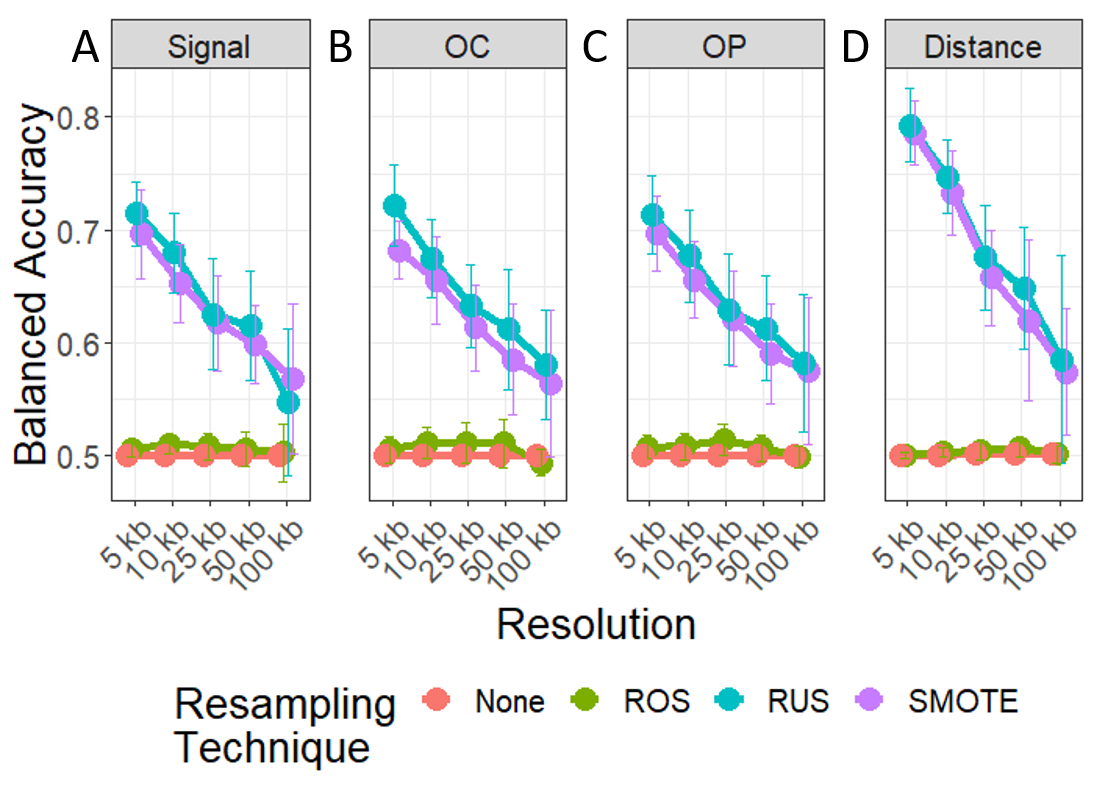 A Signal B OC C OP D Distance
Balanced Accuracy
0.8
0.7
0.6
0.5
5 kb 10 kb 25 kb 50 kb 100 kb 5 kb 10 kb 25 kb 50 kb 100 kb 5 kb 10 kb 25 kb 50 kb 100 kb 5 kb 10 kb 25 kb 50 kb 100 kb
Resolution
Resampling
Technique
None ROS RUS SMOTE